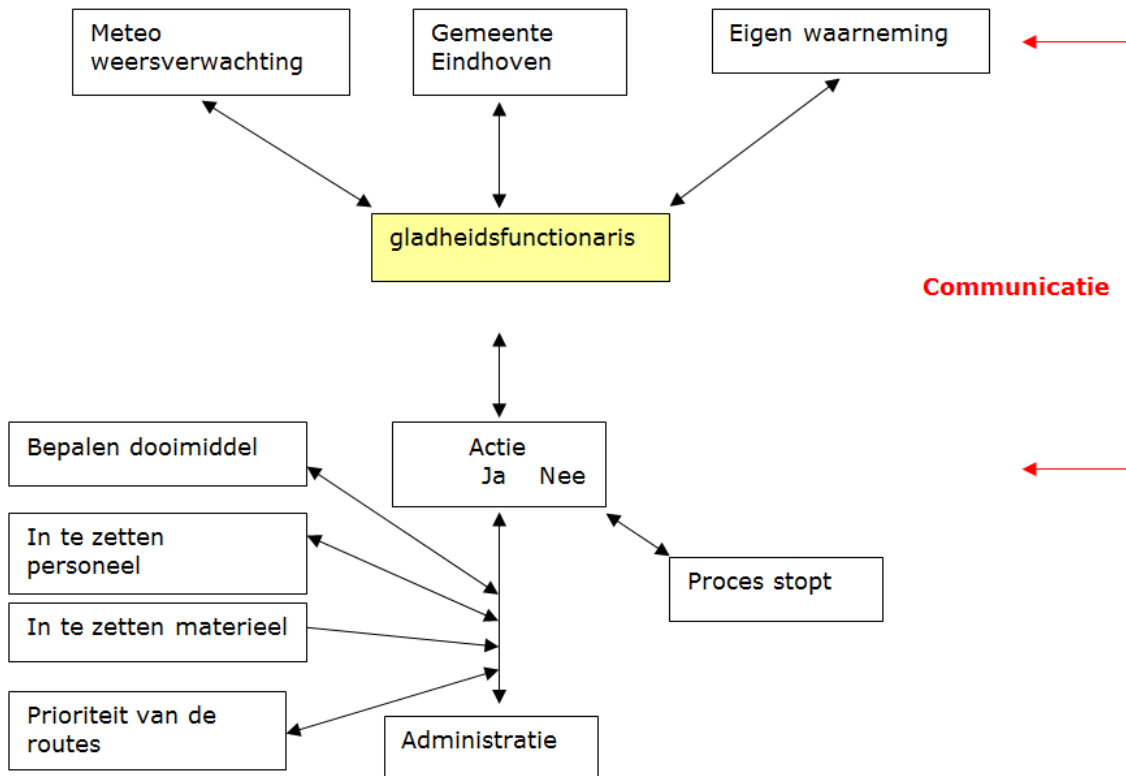 Meteo
weersverwachting
Gemeente
Eindhoven
Eigen waarneming
gladheidsfunctionaris
Communicatie
Actie
Ja Nee
Bepalen dooimiddel
In te zetten
personeel
In te zetten materieel
Prioriteit van de
routes
Proces stopt
Administratie